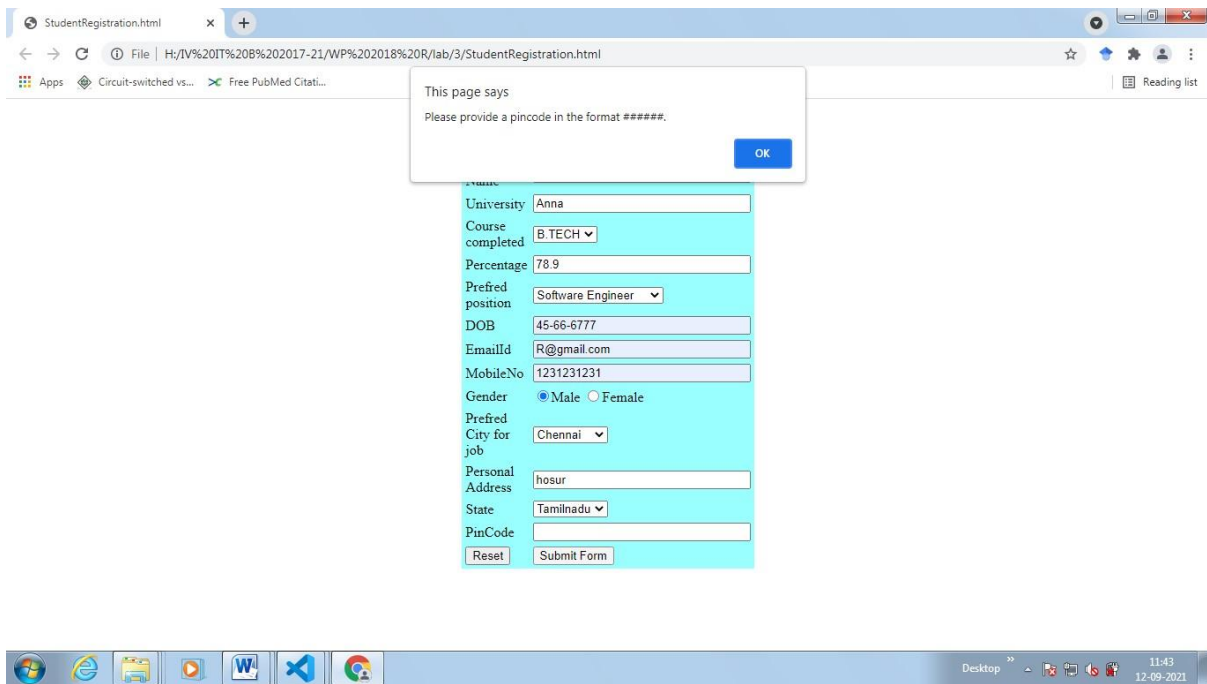 StudentRegistration.html
File | H:/IV%20IT%20B%202017-21/WP%202018%20R/lab/3/StudentRegistration.html
Apps Circuit-switched vs... Free PubMed Citati... Reading list
This page says
Please provide a pincode in the format ######.
OK
Name
University Anna
Course
completed B.TECH
Percentage 78.9
Prefred
position Software Engineer
DOB 45-66-6777
EmailId R@gmail.com
MobileNo 1231231231
Gender Male Female
Prefred
City for
job Chennai
Personal
Address hosur
State Tamilnadu
PinCode
Reset Submit Form
Desktop 11:43
12-09-2021